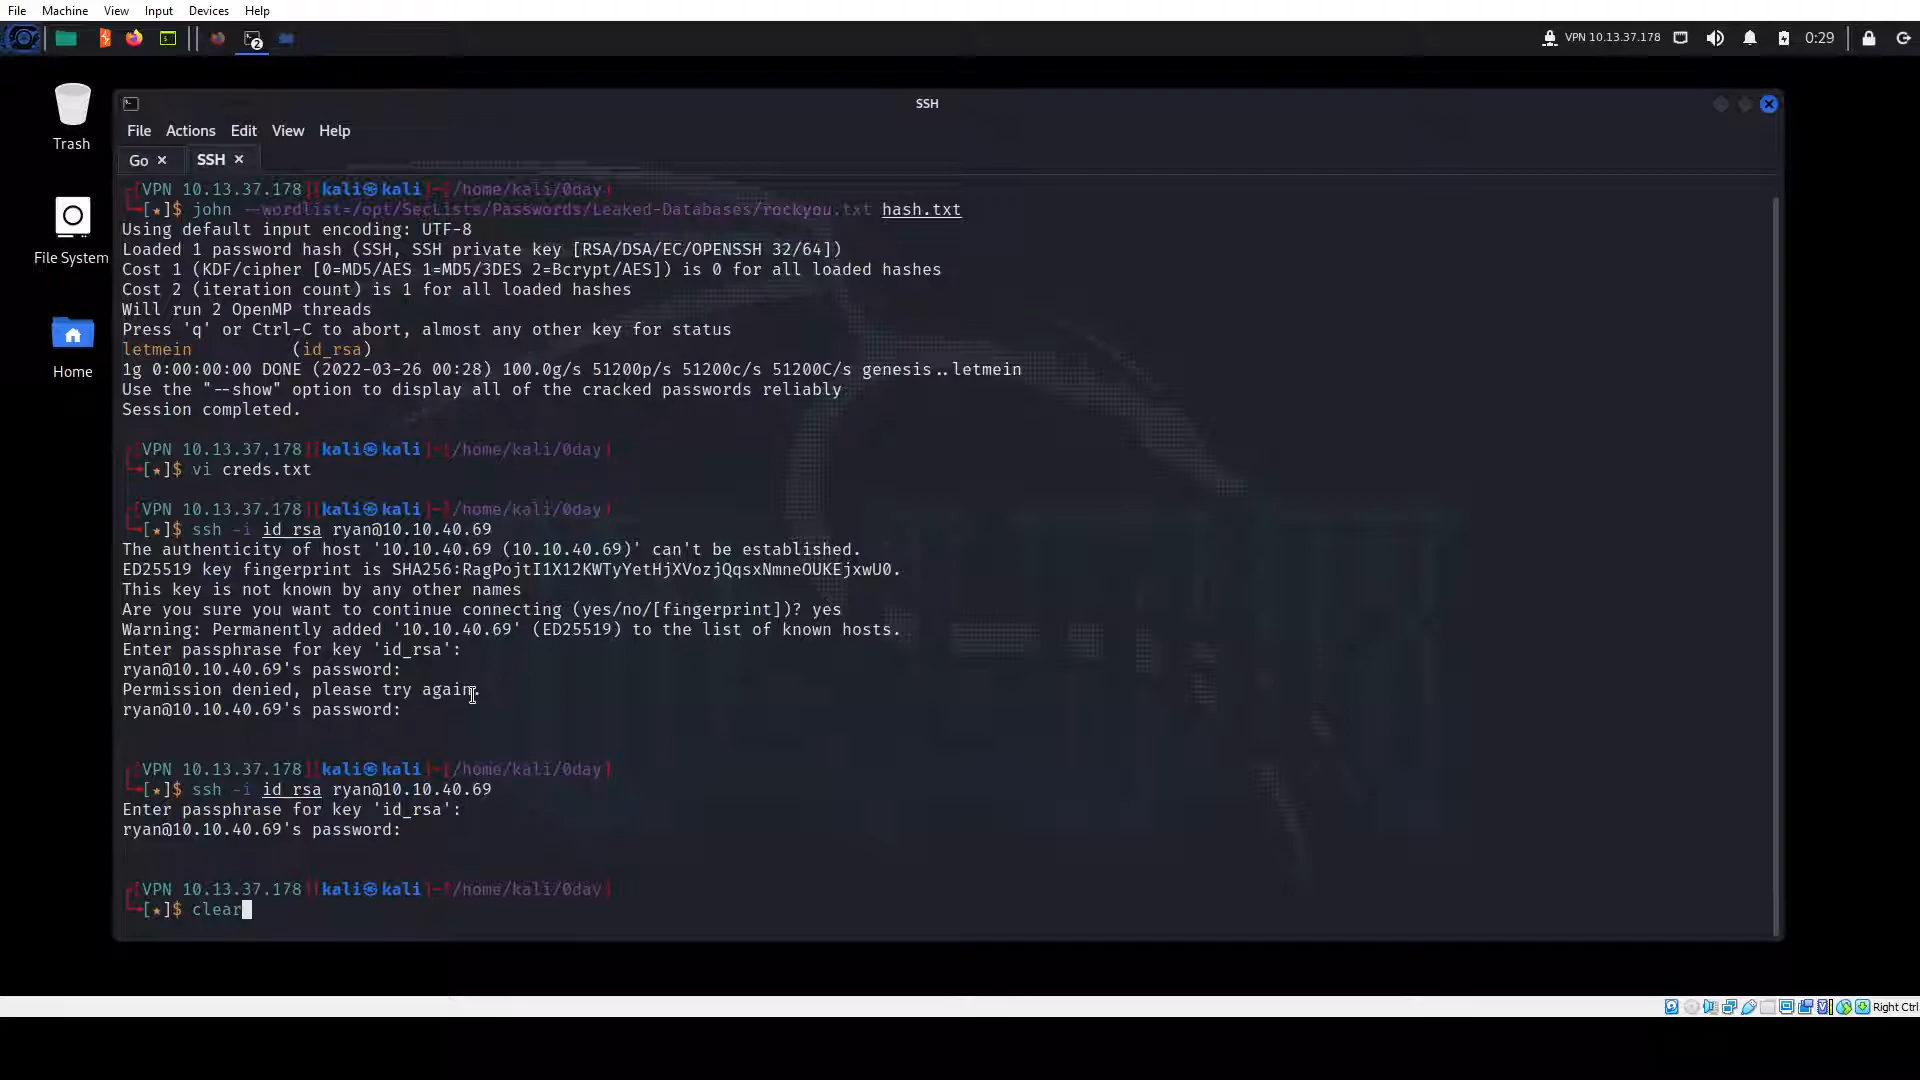 File Machine View Input Devices Help
2 VPN 10.13.37.178 0:29
Trash
File System
Home
SSH
File Actions Edit View Help
Go × SSH ×
┌[VPN 10.13.37.178][kali㉿kali]-[/home/kali/0day]
└─[★]$ john --wordlist=/opt/SecLists/Passwords/Leaked-Databases/rockyou.txt hash.txt
Using default input encoding: UTF-8
Loaded 1 password hash (SSH, SSH private key [RSA/DSA/EC/OPENSSH 32/64])
Cost 1 (KDF/cipher [0=MD5/AES 1=MD5/3DES 2=Bcrypt/AES]) is 0 for all loaded hashes
Cost 2 (iteration count) is 1 for all loaded hashes
Will run 2 OpenMP threads
Press 'q' or Ctrl-C to abort, almost any other key for status
letmein (id_rsa)
1g 0:00:00:00 DONE (2022-03-26 00:28) 100.0g/s 51200p/s 51200c/s 51200C/s genesis..letmein
Use the "--show" option to display all of the cracked passwords reliably
Session completed.
┌[VPN 10.13.37.178][kali㉿kali]-[/home/kali/0day]
└─[★]$ vi creds.txt
┌[VPN 10.13.37.178][kali㉿kali]-[/home/kali/0day]
└─[★]$ ssh -i id_rsa ryan@10.10.40.69
The authenticity of host '10.10.40.69 (10.10.40.69)' can't be established.
ED25519 key fingerprint is SHA256:RagPojtI1X12KWTyYetHjXVozjQqsxNmneOUKEjxwU0.
This key is not known by any other names
Are you sure you want to continue connecting (yes/no/[fingerprint])? yes
Warning: Permanently added '10.10.40.69' (ED25519) to the list of known hosts.
Enter passphrase for key 'id_rsa':
ryan@10.10.40.69's password:
Permission denied, please try again.
ryan@10.10.40.69's password:
┌[VPN 10.13.37.178][kali㉿kali]-[/home/kali/0day]
└─[★]$ ssh -i id_rsa ryan@10.10.40.69
Enter passphrase for key 'id_rsa':
ryan@10.10.40.69's password:
┌[VPN 10.13.37.178][kali㉿kali]-[/home/kali/0day]
└─[★]$ clear
Right Ctrl